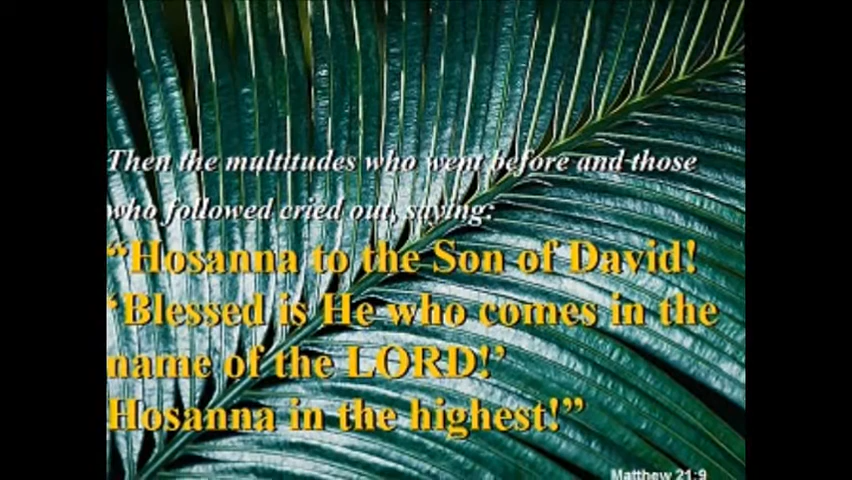 Then the multitudes who went before and those
who followed cried out, saying:
“Hosanna to the Son of David!
‘Blessed is He who comes in the
name of the LORD!’
Hosanna in the highest!”
Matthew 21:9